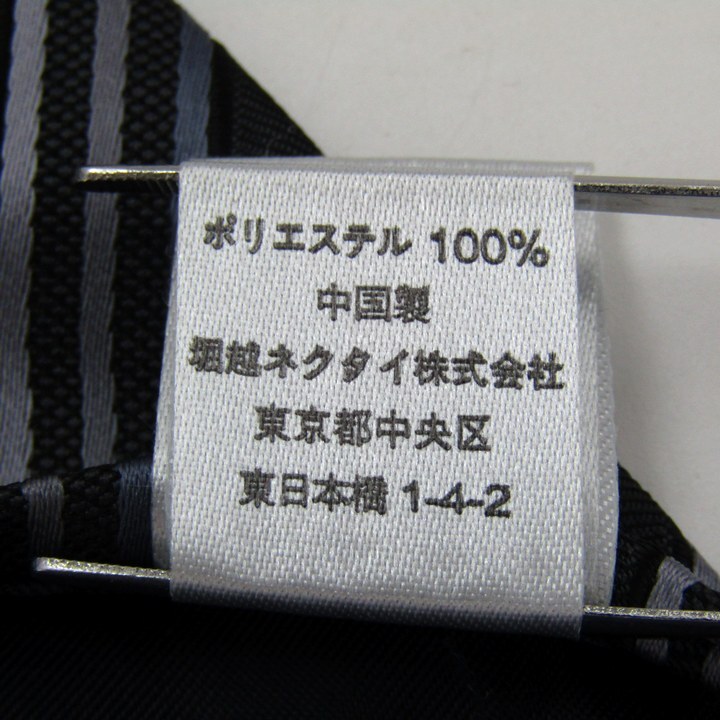 ポリエステル 100%
中国製
堀越ネクタイ株式会社
東京都中央区
東日本橋 1-4-2